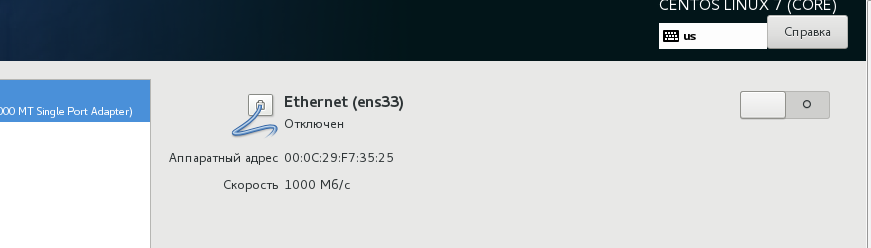 CENTOS LINUX 7 (CORE)
us
Справка
000 MT Single Port Adapter)
Ethernet (ens33)
Отключен
Аппаратный адрес 00:0C:29:F7:35:25
Скорость 1000 Мб/с